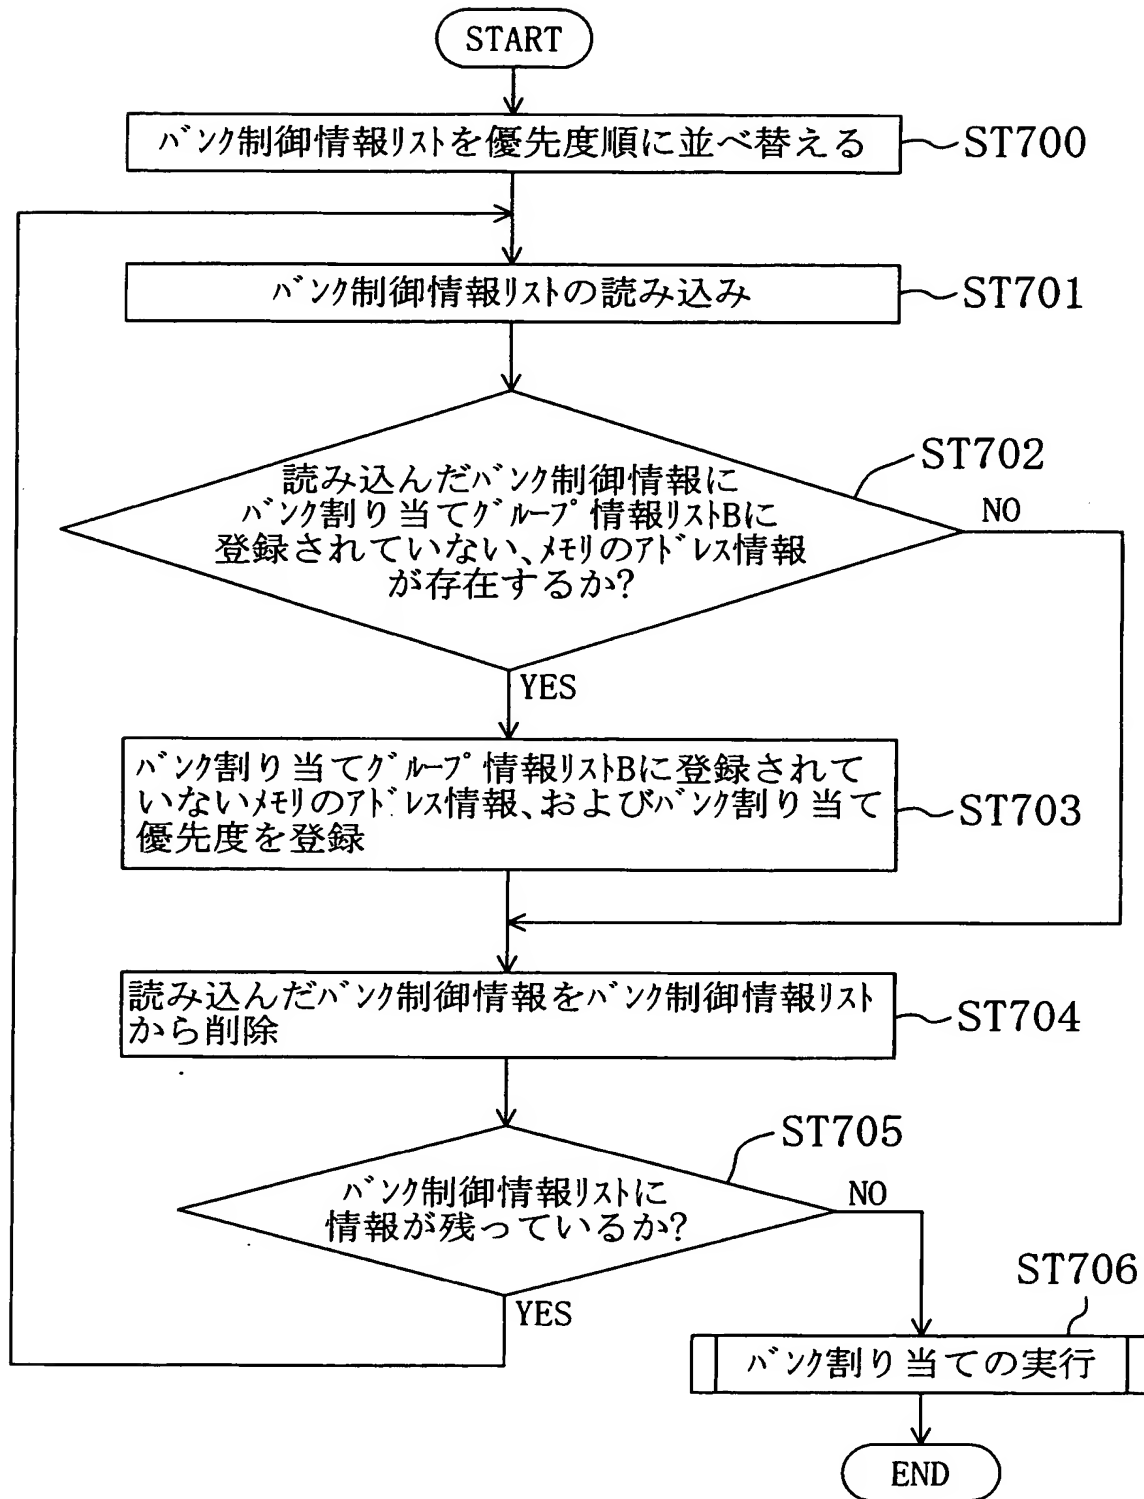 START
バンク制御情報リストを優先度順に並べ替える
ST700
バンク制御情報リストの読み込み
ST701
ST702
読み込んだバンク制御情報に
バンク割り当てグループ情報リストBに
登録されていない、メモリのアドレス情報
が存在するか?
NO
YES
バンク割り当てグループ情報リストBに登録されて
いないメモリのアドレス情報、およびバンク割り当て
優先度を登録
ST703
読み込んだバンク制御情報をバンク制御情報リスト
から削除
ST704
ST705
バンク制御情報リストに
情報が残っているか?
NO
YES
ST706
バンク割り当ての実行
END